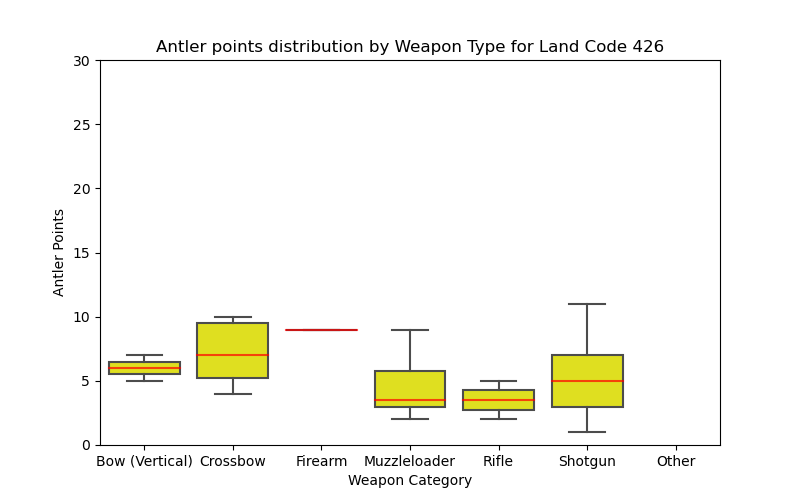 Antler points distribution by Weapon Type for Land Code 426
30
25
20
15
10
5
0
Antler Points
Bow (Vertical) Crossbow Firearm Muzzleloader Rifle Shotgun Other
Weapon Category